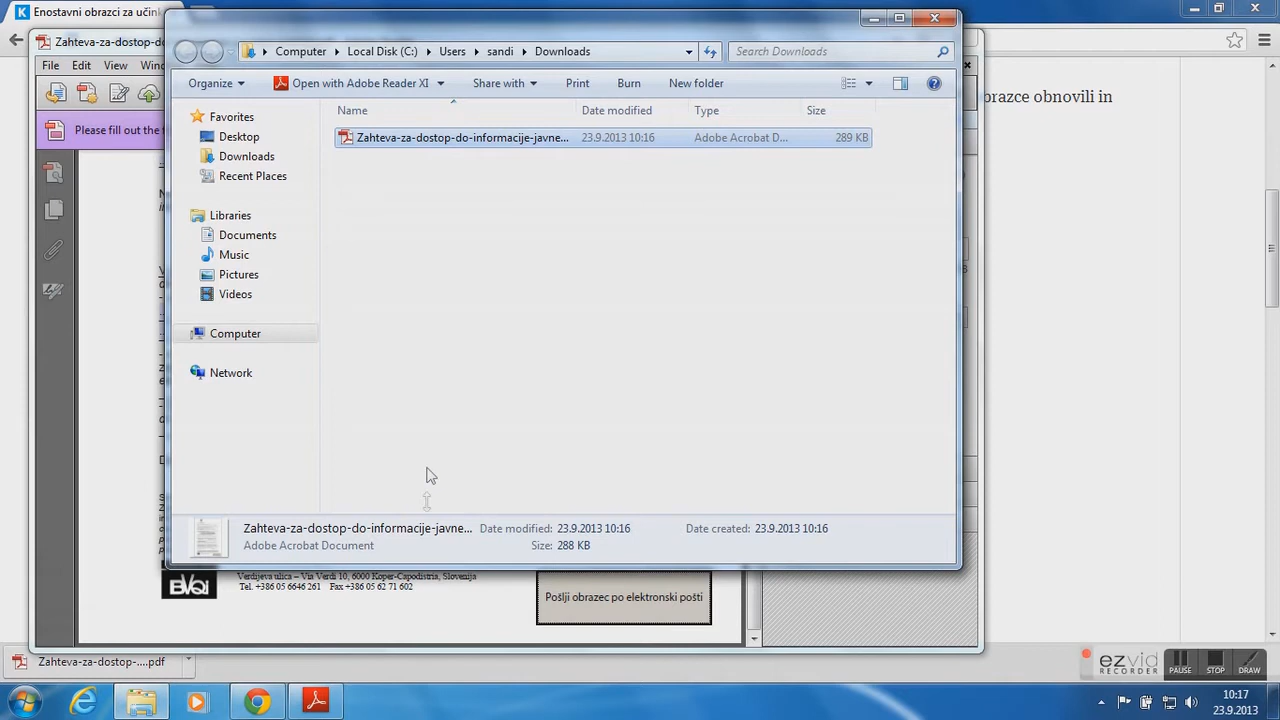 Enostavni obrazci za učink
Zahteva-za-dostop-do
File Edit View Wind
Computer Local Disk (C:) Users sandi Downloads
Search Downloads
Organize Open with Adobe Reader XI Share with Print Burn New folder
brazce obnovili in
Name Date modified Type Size
Please fill out the
Zahteva-za-dostop-do-informacije-javne... 23.9.2013 10:16 Adobe Acrobat D... 289 KB
Favorites
Desktop
Downloads
Recent Places
Libraries
Documents
Music
Pictures
Videos
Computer
Network
Zahteva-za-dostop-do-informacije-javne... Date modified: 23.9.2013 10:16 Date created: 23.9.2013 10:16
Adobe Acrobat Document Size: 288 KB
BVQI
Verdijeva ulica – Via Verdi 10, 6000 Koper-Capodistria, Slovenija
Tel. +386 05 6646 261 Fax +386 05 62 71 602
Pošlji obrazec po elektronski pošti
Zahteva-za-dostop-....pdf
ezvid
RECORDER
PAUSE STOP DRAW
10:17
23.9.2013